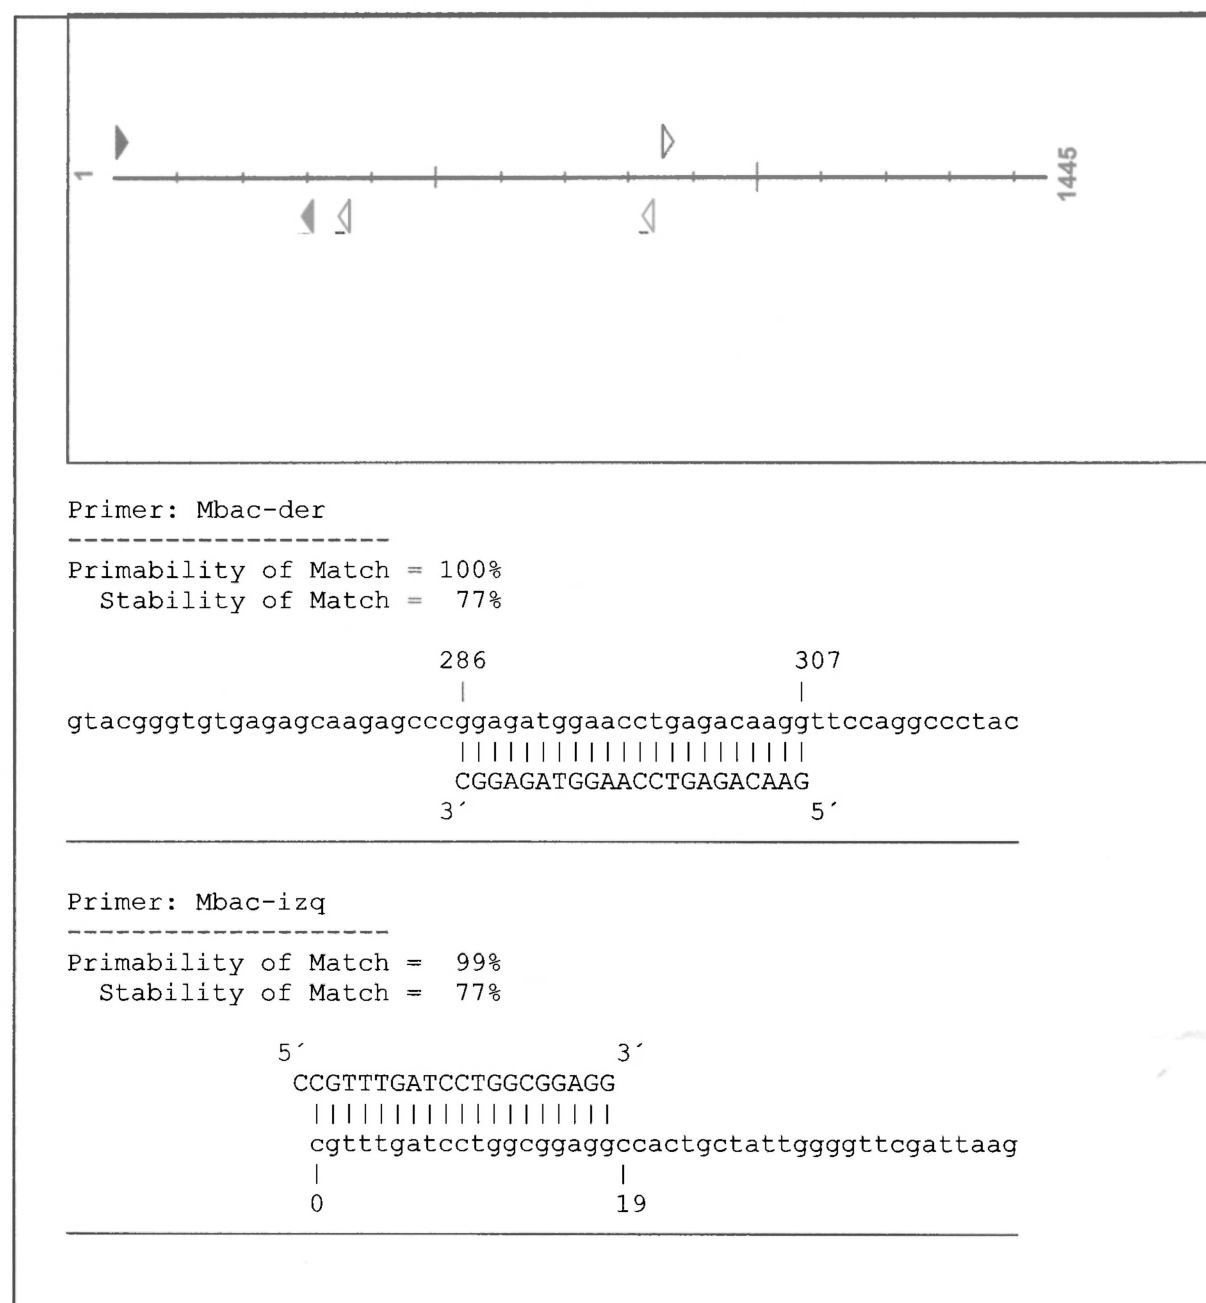 1
1445
Primer: Mbac-der
--------------------
Primability of Match = 100%
Stability of Match = 77%
286 307
| |
gtacgggtgtgagagcaagagcccggagatggaacctgagacaaggttccaggccctac
||||||||||||||||||||||
CGGAGATGGAACCTGAGACAAG
3´ 5´
Primer: Mbac-izq
--------------------
Primability of Match = 99%
Stability of Match = 77%
5´ 3´
CCGTTTGATCCTGGCGGAGG
|||||||||||||||||||
cgtttgatcctggcggaggccactgctattggggttcgattaag
| |
0 19